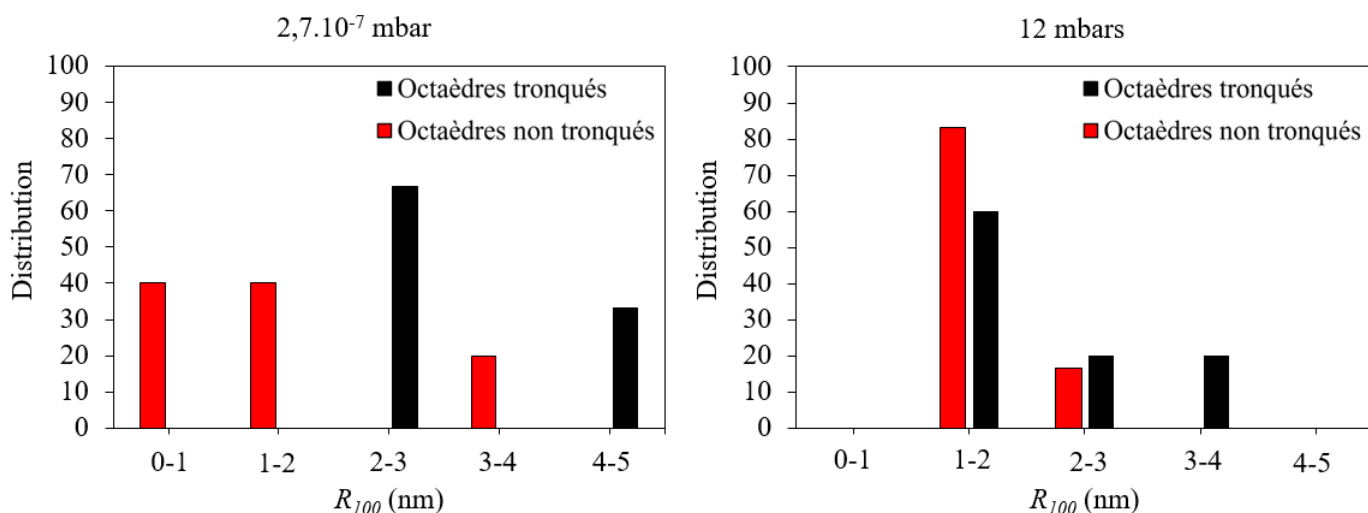 2,7.10⁻⁷ mbar
100
90
80
70
60
50
40
30
20
10
0
Distribution
Octaèdres tronqués
Octaèdres non tronqués
0-1 1-2 2-3 3-4 4-5
R₁₀₀ (nm)
12 mbars
100
90
80
70
60
50
40
30
20
10
0
Distribution
Octaèdres tronqués
Octaèdres non tronqués
0-1 1-2 2-3 3-4 4-5
R₁₀₀ (nm)